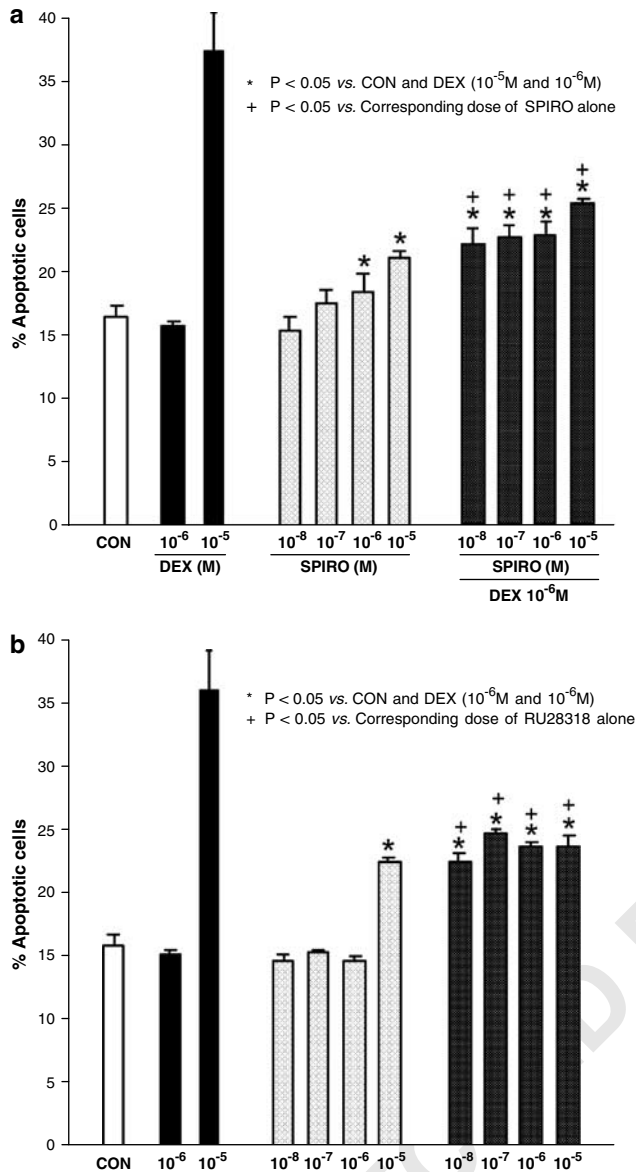 a
40
* P < 0.05 vs. CON and DEX (10⁻⁵M and 10⁻⁶M)
35
+ P < 0.05 vs. Corresponding dose of SPIRO alone
30
+
+ + + *
25
* * *
*
20
*
15
10
5
0
% Apoptotic cells
CON 10⁻⁶ 10⁻⁵ 10⁻⁸ 10⁻⁷ 10⁻⁶ 10⁻⁵ 10⁻⁸ 10⁻⁷ 10⁻⁶ 10⁻⁵
DEX (M) SPIRO (M) SPIRO (M)
DEX 10⁻⁶M
b
40
* P < 0.05 vs. CON and DEX (10⁻⁶M and 10⁻⁶M)
35
+ P < 0.05 vs. Corresponding dose of RU28318 alone
30
+ + + +
25
* * * *
*
20
15
10
5
0
% Apoptotic cells
CON 10⁻⁶ 10⁻⁵ 10⁻⁸ 10⁻⁷ 10⁻⁶ 10⁻⁵ 10⁻⁸ 10⁻⁷ 10⁻⁶ 10⁻⁵